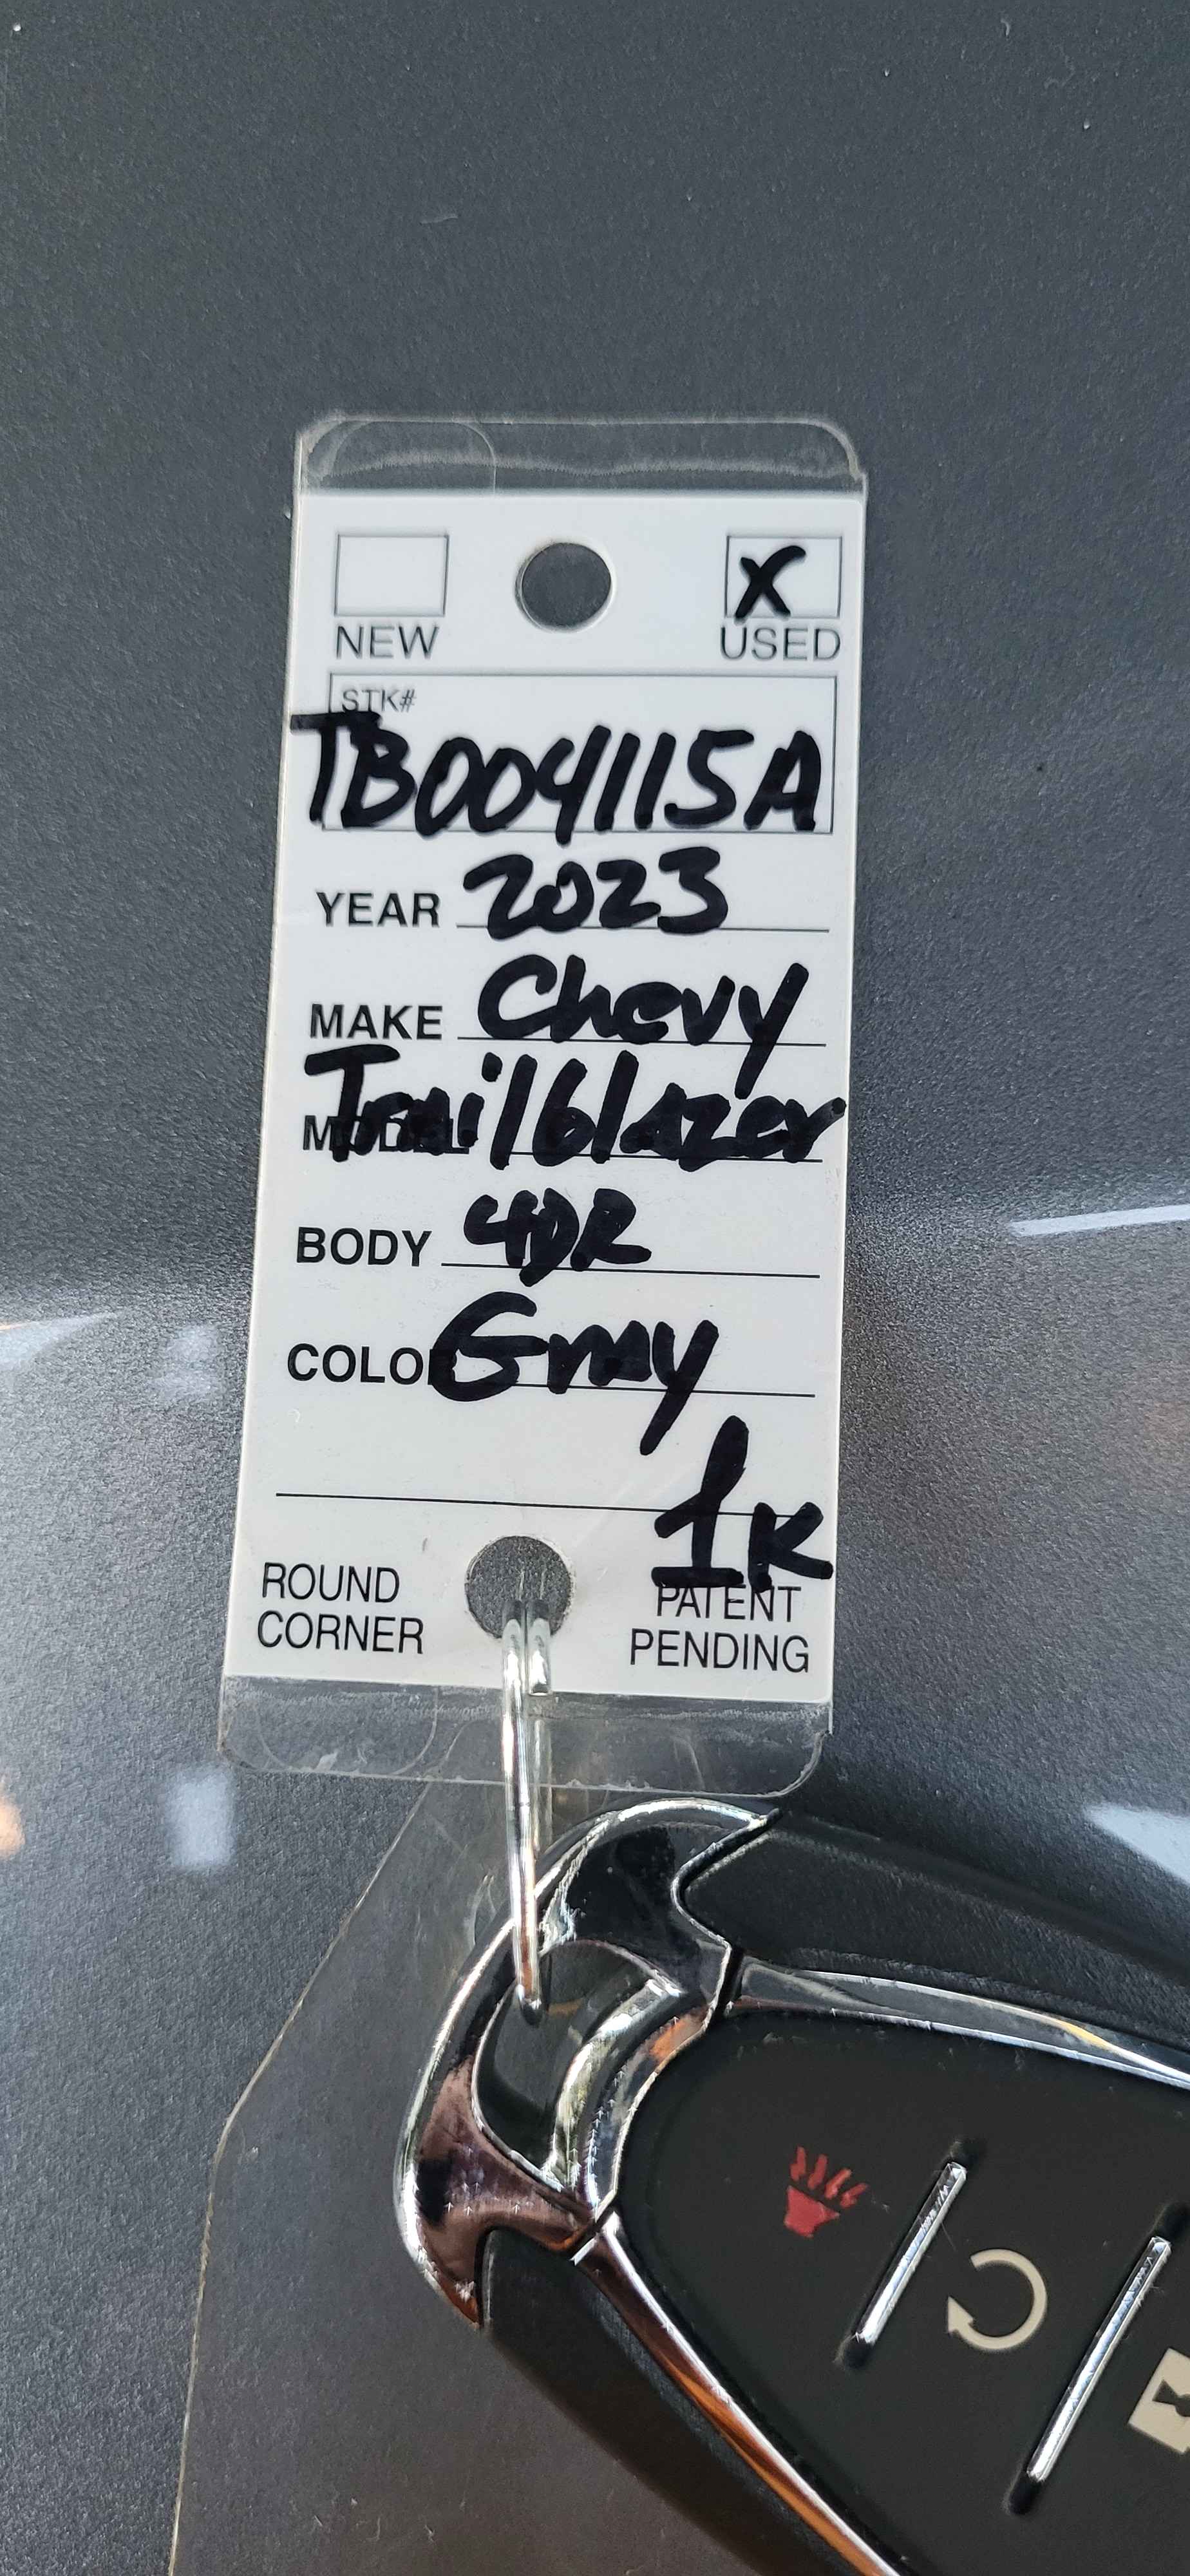 NEW X USED
STK#
TB004115A
YEAR 2023
MAKE Chevy
MODEL Trailblazer
BODY 4DR
COLOR Gray
1K
ROUND CORNER
PATENT PENDING